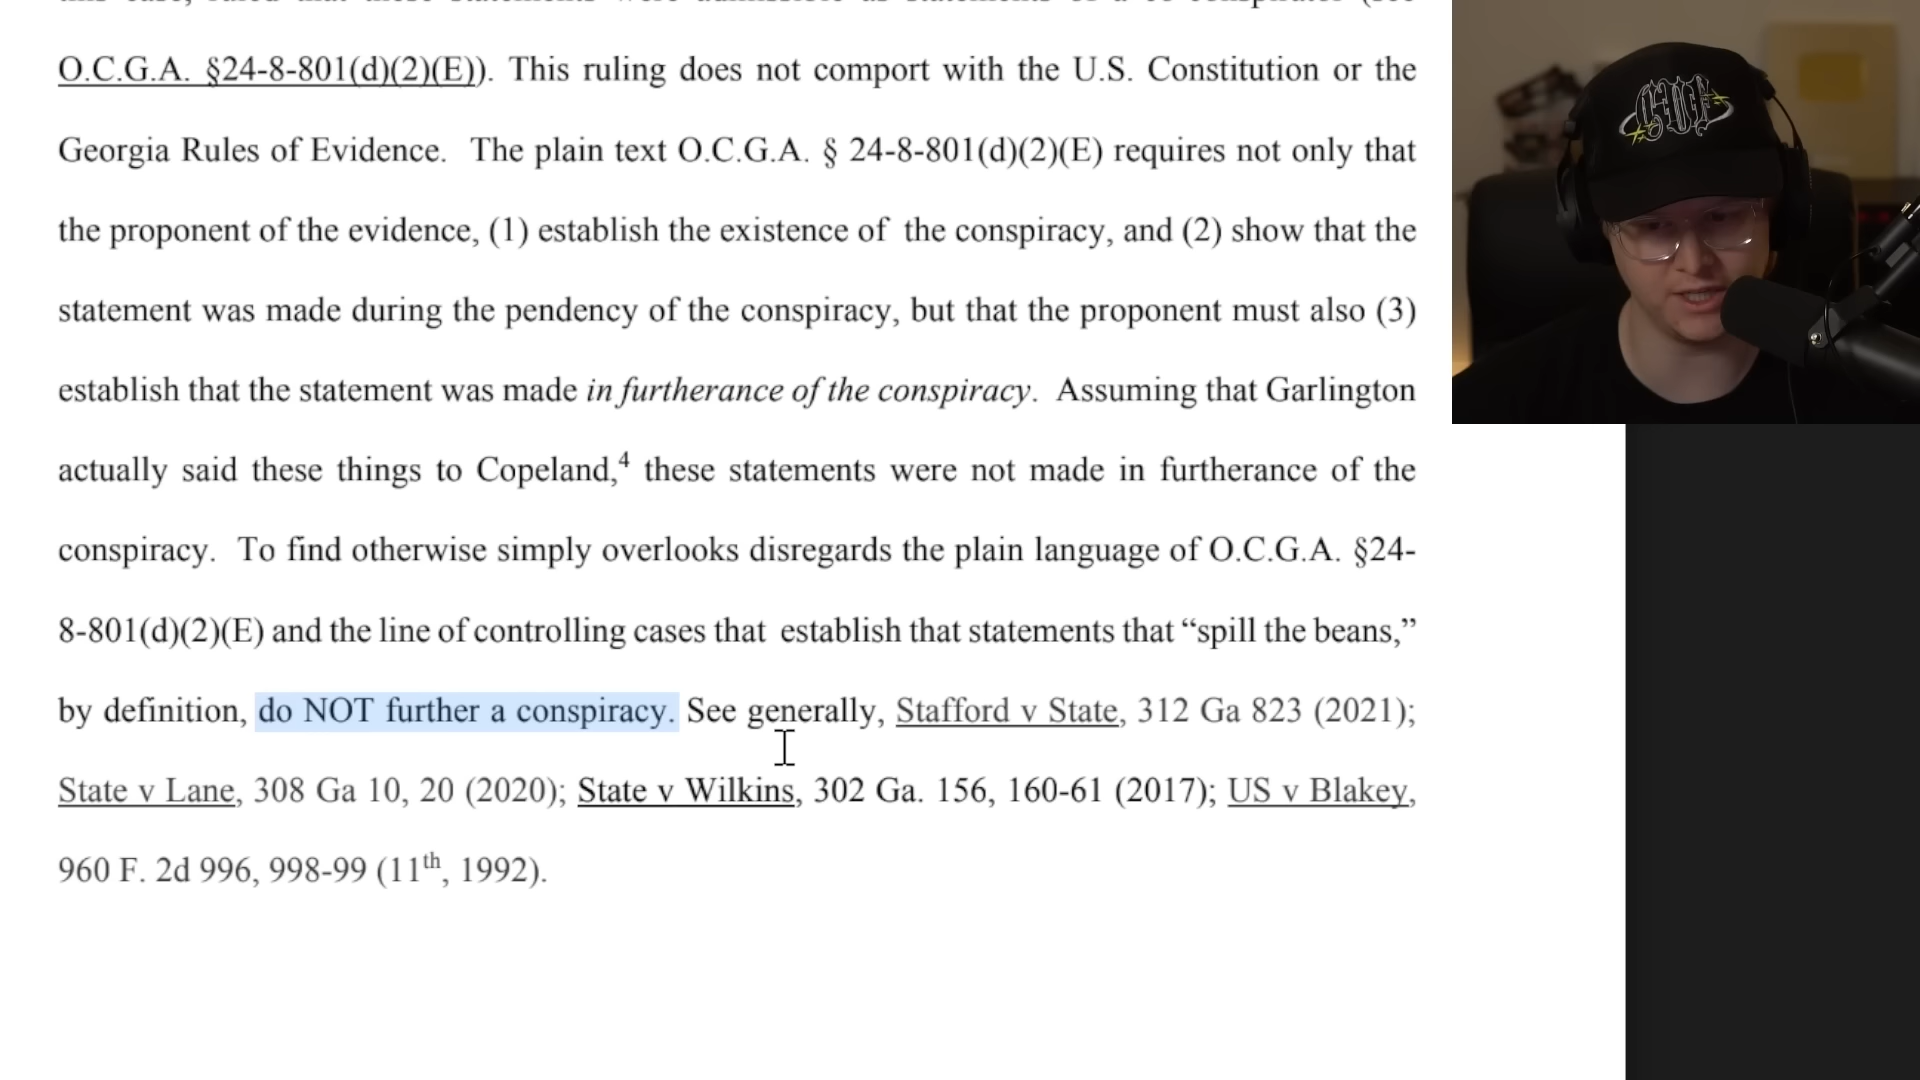 O.C.G.A. §24-8-801(d)(2)(E)). This ruling does not comport with the U.S. Constitution or the
Georgia Rules of Evidence. The plain text O.C.G.A. § 24-8-801(d)(2)(E) requires not only that
the proponent of the evidence, (1) establish the existence of the conspiracy, and (2) show that the
statement was made during the pendency of the conspiracy, but that the proponent must also (3)
establish that the statement was made in furtherance of the conspiracy. Assuming that Garlington
actually said these things to Copeland,4 these statements were not made in furtherance of the
conspiracy. To find otherwise simply overlooks disregards the plain language of O.C.G.A. §24-
8-801(d)(2)(E) and the line of controlling cases that establish that statements that “spill the beans,”
by definition, do NOT further a conspiracy. See generally, Stafford v State, 312 Ga 823 (2021);
State v Lane, 308 Ga 10, 20 (2020); State v Wilkins, 302 Ga. 156, 160-61 (2017); US v Blakey,
960 F. 2d 996, 998-99 (11th, 1992).